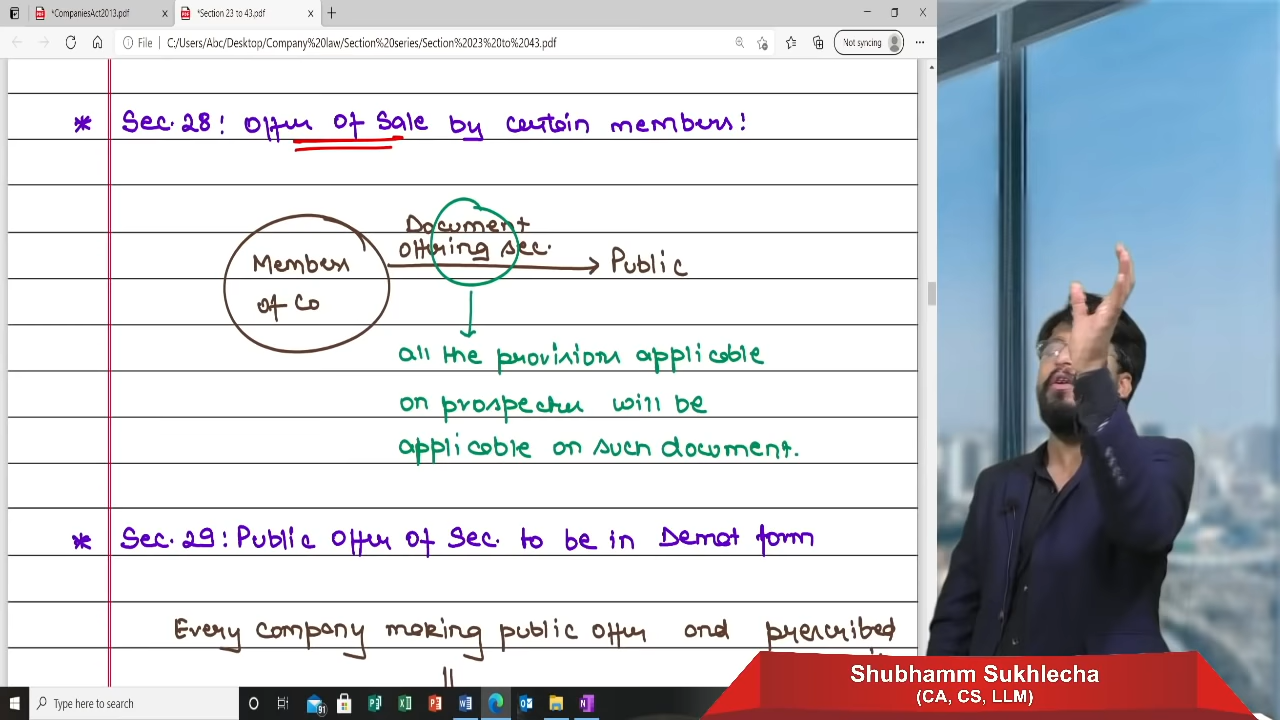 *CompaniesAct2013.pdf
*Section 23 to 43.pdf
File
C:/Users/Abc/Desktop/Company%20law/Section%20series/Section%2023%20to%2043.pdf
Not syncing
* Sec. 28: Offer of Sale by certain members:
Document
offering sec.
Members
of Co
Public
all the provisions applicable
on prospectus will be
applicable on such document.
* Sec. 29: Public Offer of Sec. to be in Demat form
Every company making public offer and prescribed
Shubhamm Sukhlecha
(CA, CS, LLM)
Type here to search
91